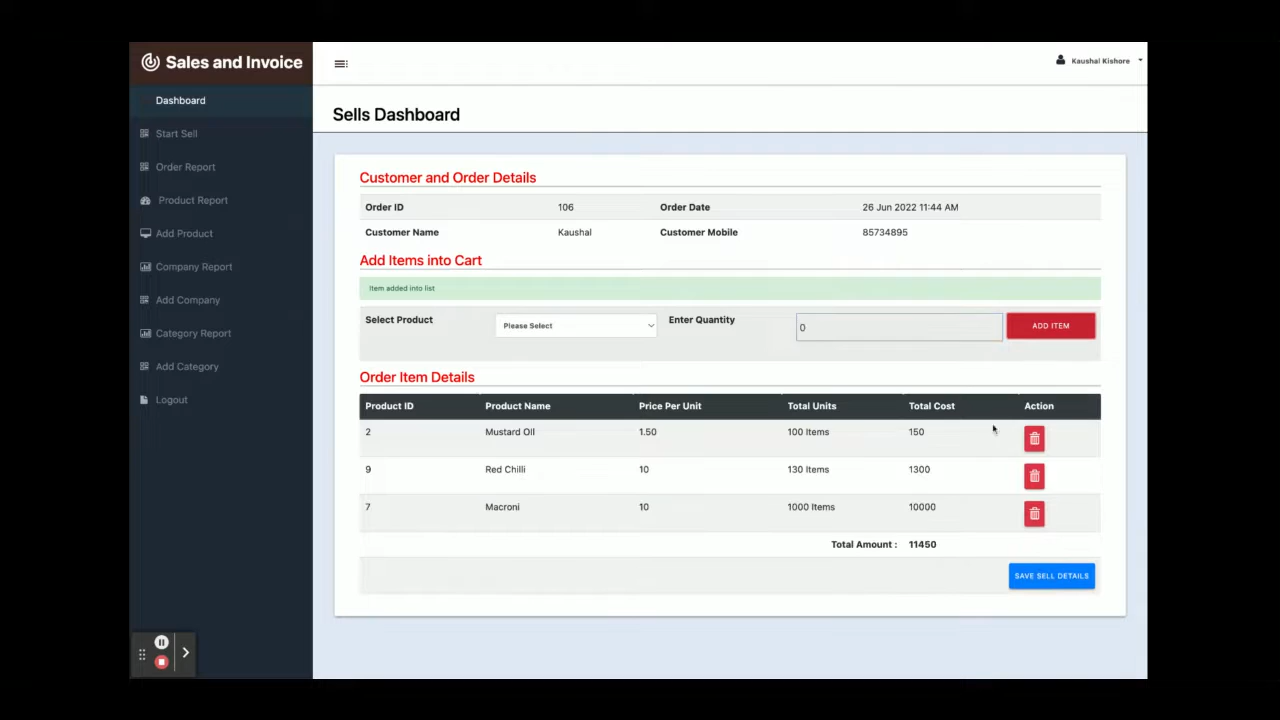 Sales and Invoice
Kaushal Kishore
Dashboard
Start Sell
Order Report
Product Report
Add Product
Company Report
Add Company
Category Report
Add Category
Logout
Sells Dashboard
Customer and Order Details
Order ID 106 Order Date 26 Jun 2022 11:44 AM
Customer Name Kaushal Customer Mobile 85734895
Add Items into Cart
Item added into list
Select Product Please Select Enter Quantity 0 ADD ITEM
Order Item Details
Product ID Product Name Price Per Unit Total Units Total Cost Action
2 Mustard OIl 1.50 100 Items 150
9 Red Chilli 10 130 Items 1300
7 Macroni 10 1000 Items 10000
Total Amount : 11450
SAVE SELL DETAILS